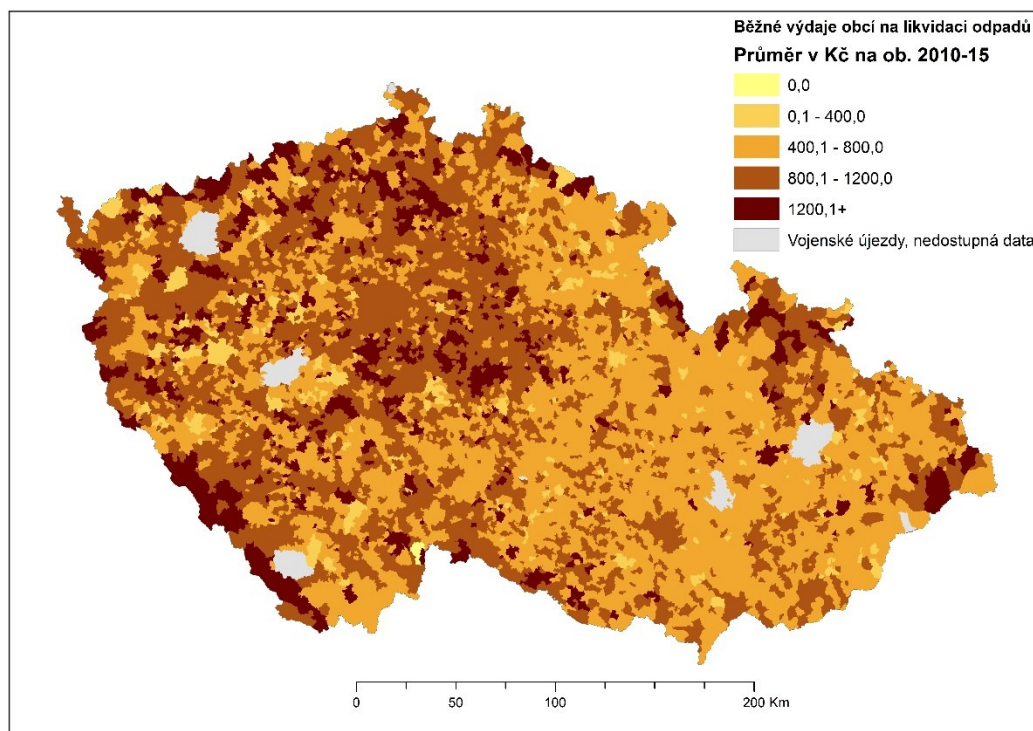 Běžné výdaje obcí na likvidaci odpadů
Průměr v Kč na ob. 2010-15
0,0
0,1 - 400,0
400,1 - 800,0
800,1 - 1200,0
1200,1+
Vojenské újezdy, nedostupná data
0 50 100 200 Km